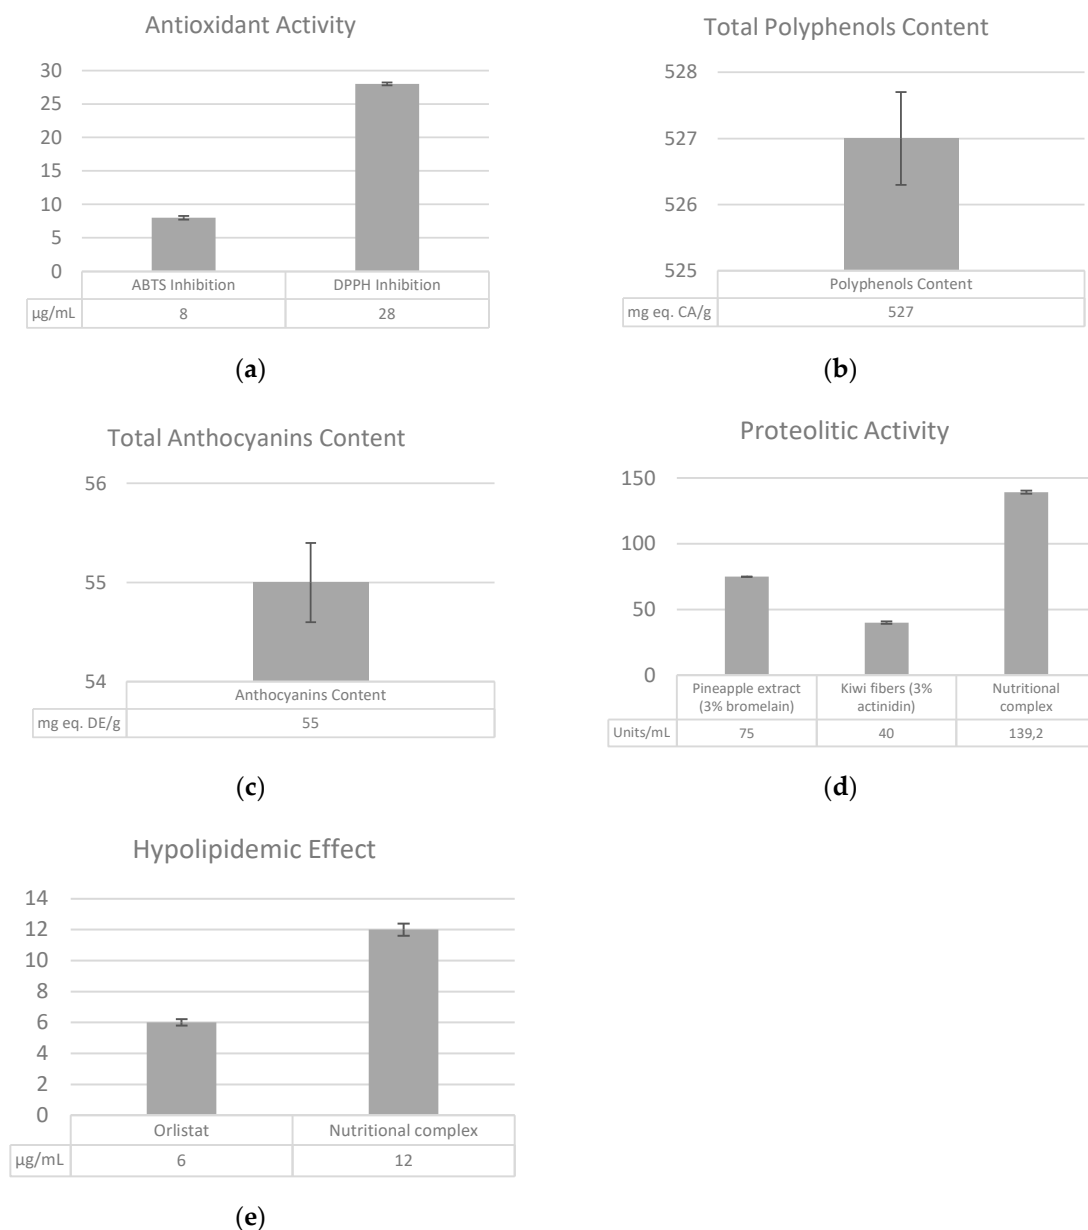 Antioxidant Activity
30
25
20
15
10
5
0
ABTS Inhibition DPPH Inhibition
µg/mL 8 28
(a)
Total Polyphenols Content
528
527
526
525
Polyphenols Content
mg eq. CA/g 527
(b)
Total Anthocyanins Content
56
55
54
Anthocyanins Content
mg eq. DE/g 55
(c)
Proteolitic Activity
150
100
50
0
Pineapple extract Kiwi fibers (3% Nutritional
(3% bromelain) actinidin) complex
Units/mL 75 40 139,2
(d)
Hypolipidemic Effect
14
12
10
8
6
4
2
0
Orlistat Nutritional complex
µg/mL 6 12
(e)